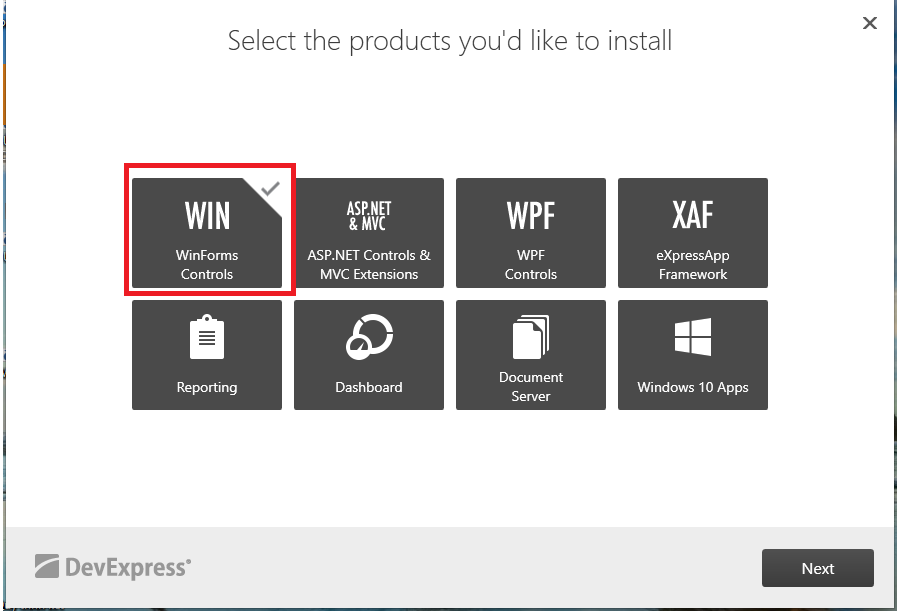 Select the products you'd like to install
WIN
WinForms
Controls
ASP.NET
& MVC
ASP.NET Controls &
MVC Extensions
WPF
WPF
Controls
XAF
eXpressApp
Framework
Reporting
Dashboard
Document
Server
Windows 10 Apps
DevExpress
Next